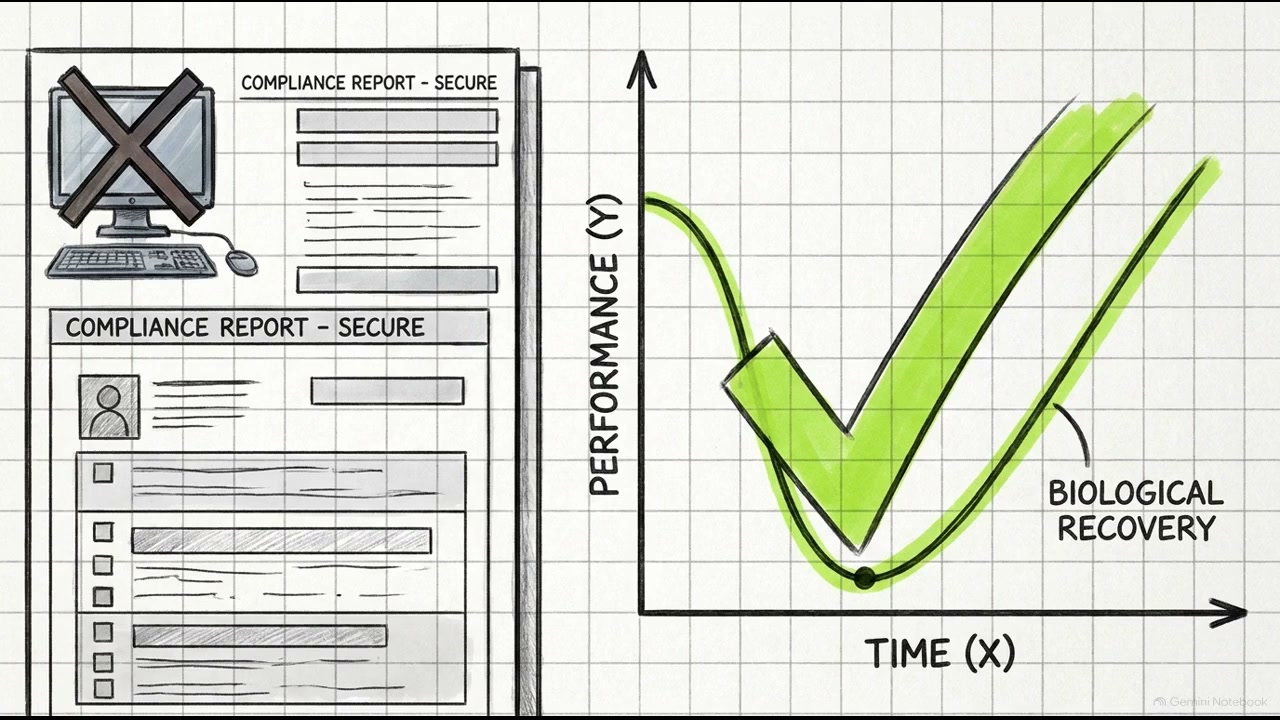 COMPLIANCE REPORT - SECURE
COMPLIANCE REPORT - SECURE
PERFORMANCE (Y)
BIOLOGICAL
RECOVERY
TIME (X)
Gemini Notebook